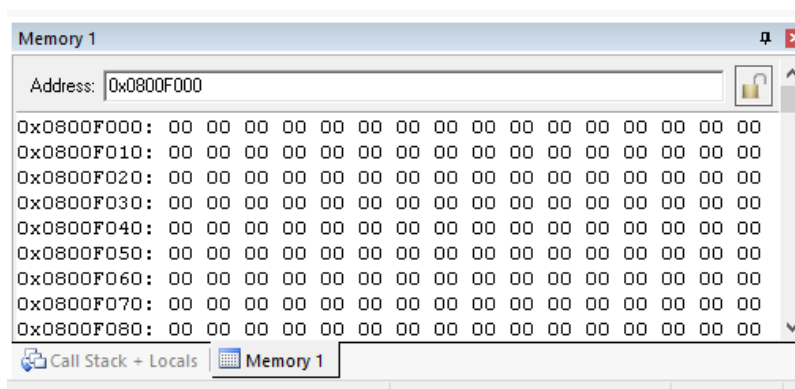 Memory 1
Address: 0x0800F000
0x0800F000: 00 00 00 00 00 00 00 00 00 00 00 00 00 00 00 00
0x0800F010: 00 00 00 00 00 00 00 00 00 00 00 00 00 00 00 00
0x0800F020: 00 00 00 00 00 00 00 00 00 00 00 00 00 00 00 00
0x0800F030: 00 00 00 00 00 00 00 00 00 00 00 00 00 00 00 00
0x0800F040: 00 00 00 00 00 00 00 00 00 00 00 00 00 00 00 00
0x0800F050: 00 00 00 00 00 00 00 00 00 00 00 00 00 00 00 00
0x0800F060: 00 00 00 00 00 00 00 00 00 00 00 00 00 00 00 00
0x0800F070: 00 00 00 00 00 00 00 00 00 00 00 00 00 00 00 00
0x0800F080: 00 00 00 00 00 00 00 00 00 00 00 00 00 00 00 00
Call Stack + Locals Memory 1